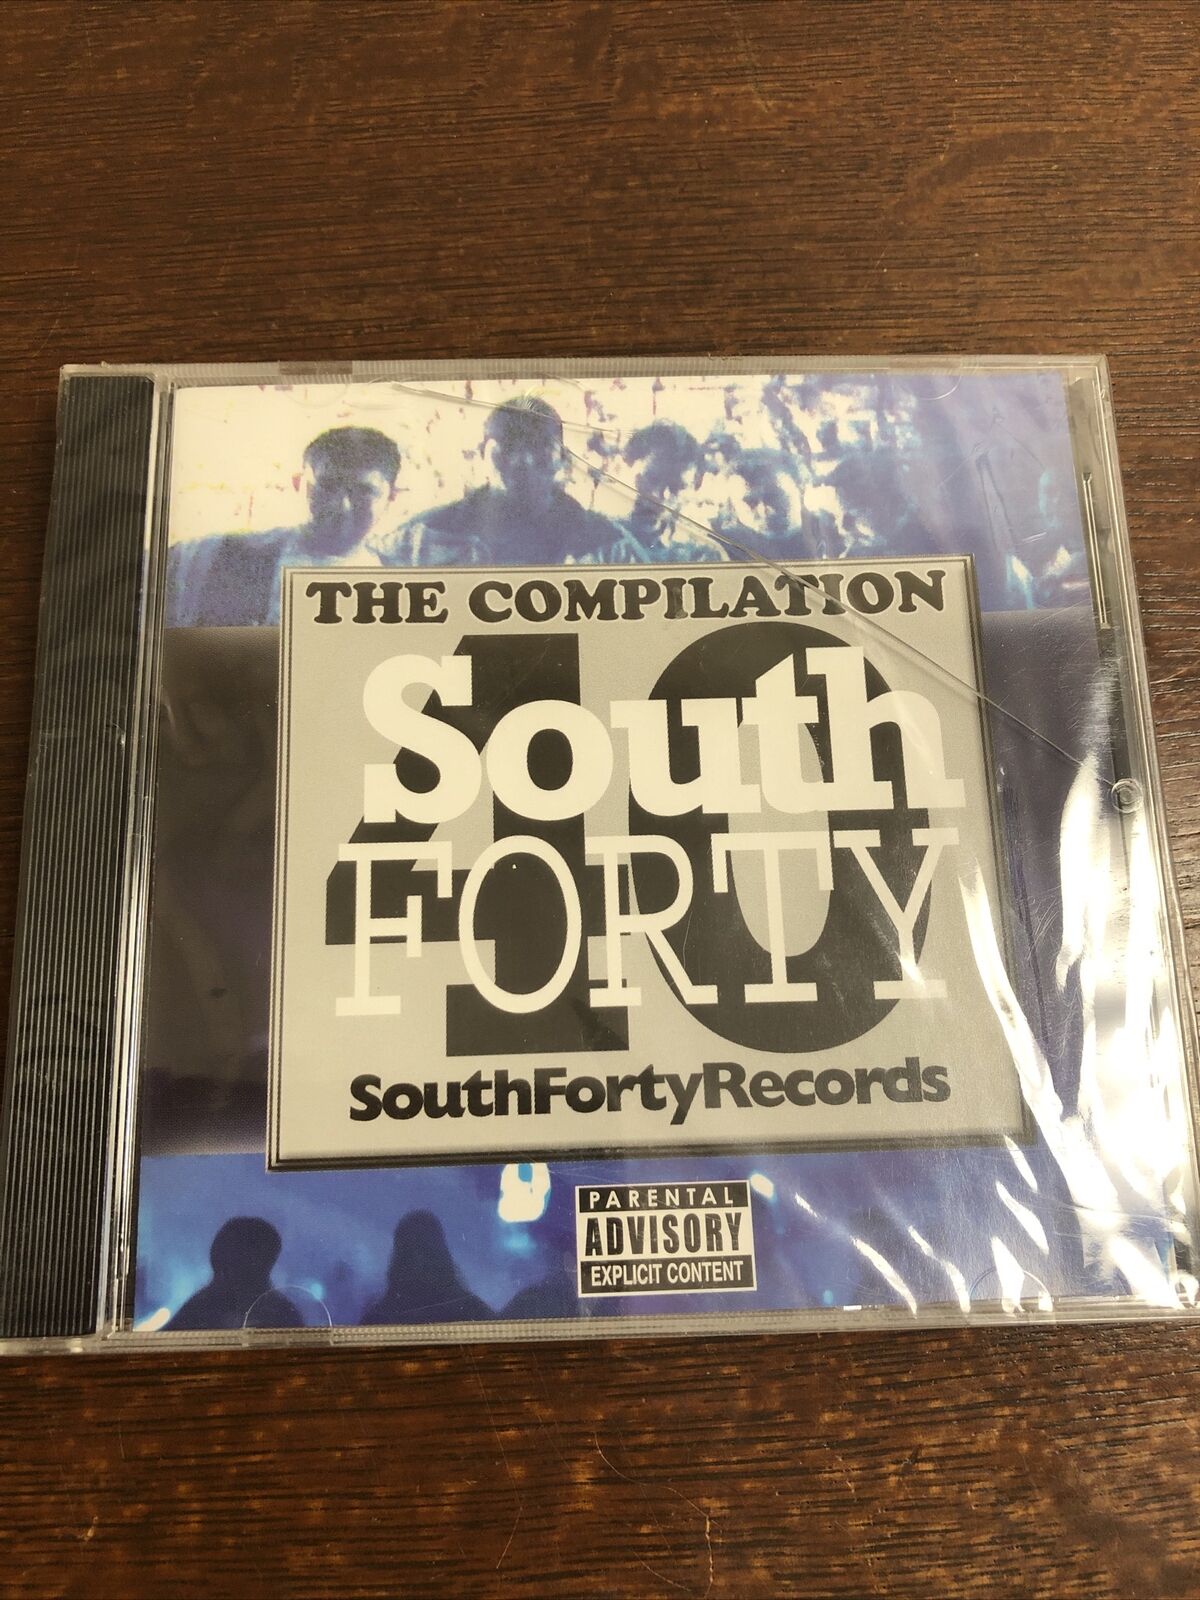 THE COMPILATION
40
South
FORTY
SouthFortyRecords
PARENTAL
ADVISORY
EXPLICIT CONTENT